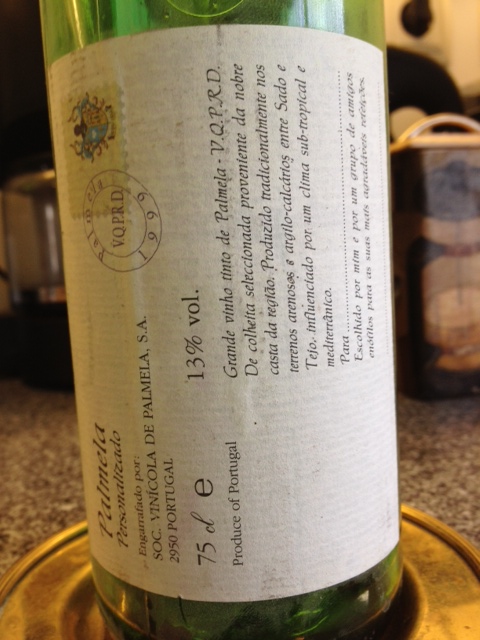 Palmela
Personalizado
Engarrafado por:
SOC. VINÍCOLA DE PALMELA, S.A.
2950 PORTUGAL
75 cl e
13% vol.
Produce of Portugal
Palmela
V.Q.P.R.D.
1999
Grande vinho tinto de Palmela - V.Q.P.R.D.
De colheita seleccionada proveniente da nobre
casta da região. Produzido tradicionalmente nos
terrenos arenosos e argilo-calcários entre Sado e
Tejo, influenciado por um clima sub-tropical e
mediterrânico.
Para ..........................................................
Escolhido por mim e por um grupo de amigos
enófilos para as suas mais agradáveis refeições.